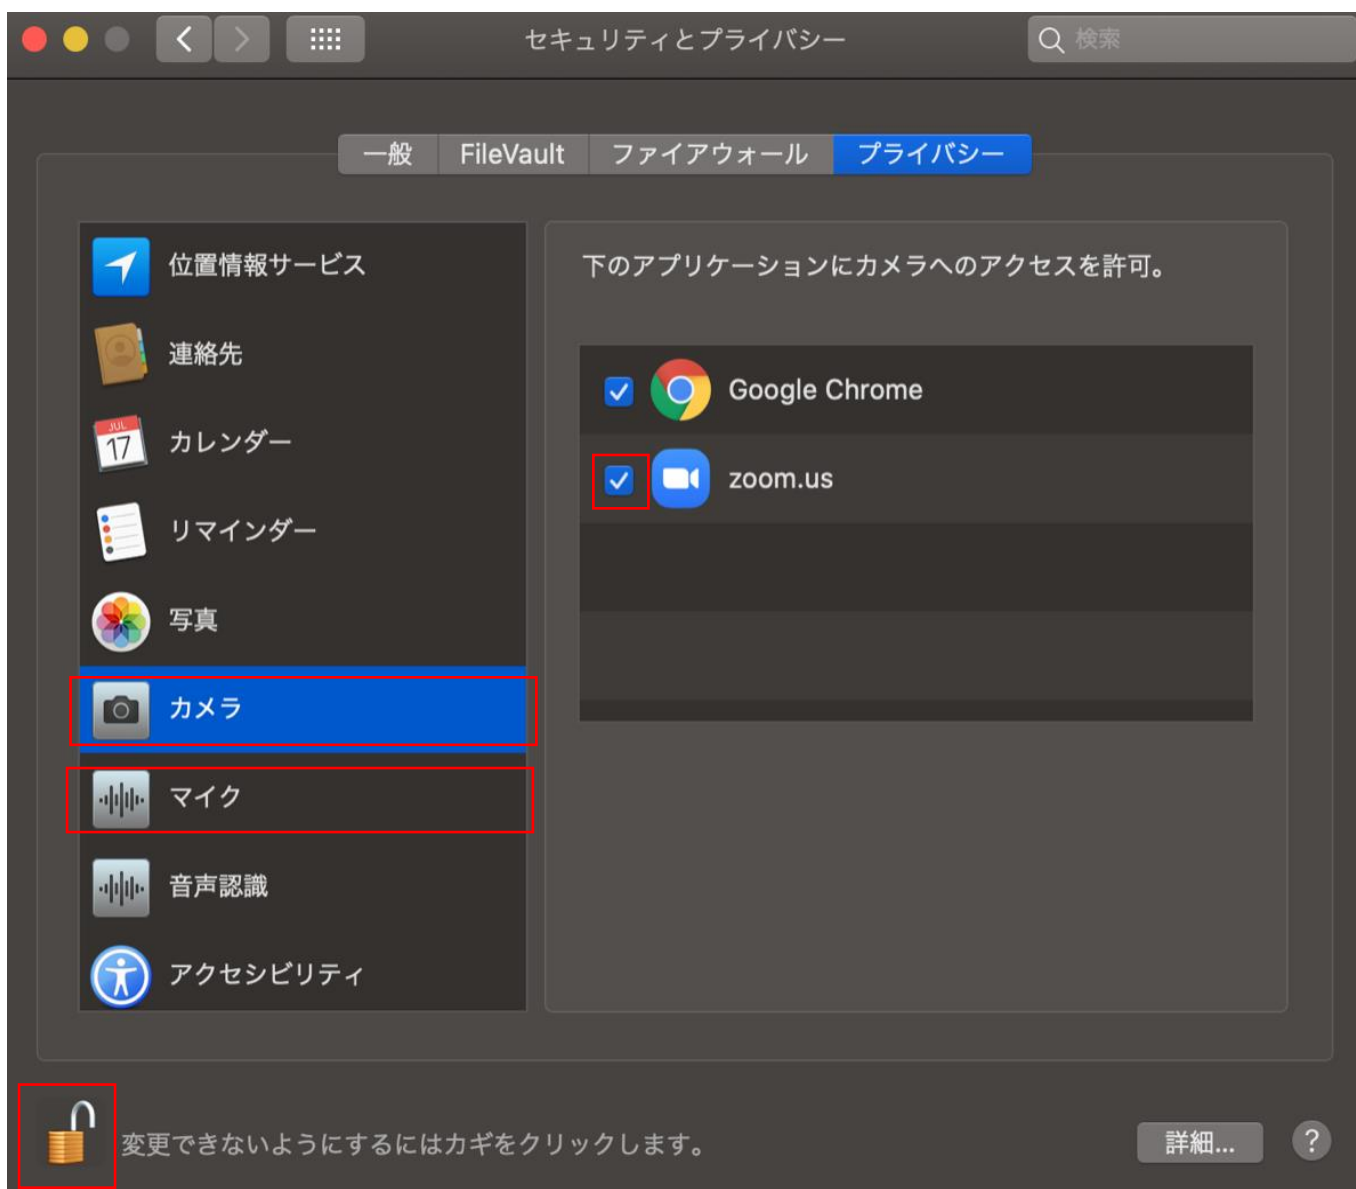 セキュリティとプライバシー
検索
一般
FileVault
ファイアウォール
プライバシー
位置情報サービス
連絡先
JUL
17
カレンダー
リマインダー
写真
カメラ
マイク
音声認識
アクセシビリティ
下のアプリケーションにカメラへのアクセスを許可。
Google Chrome
zoom.us
変更できないようにするにはカギをクリックします。
詳細...
?